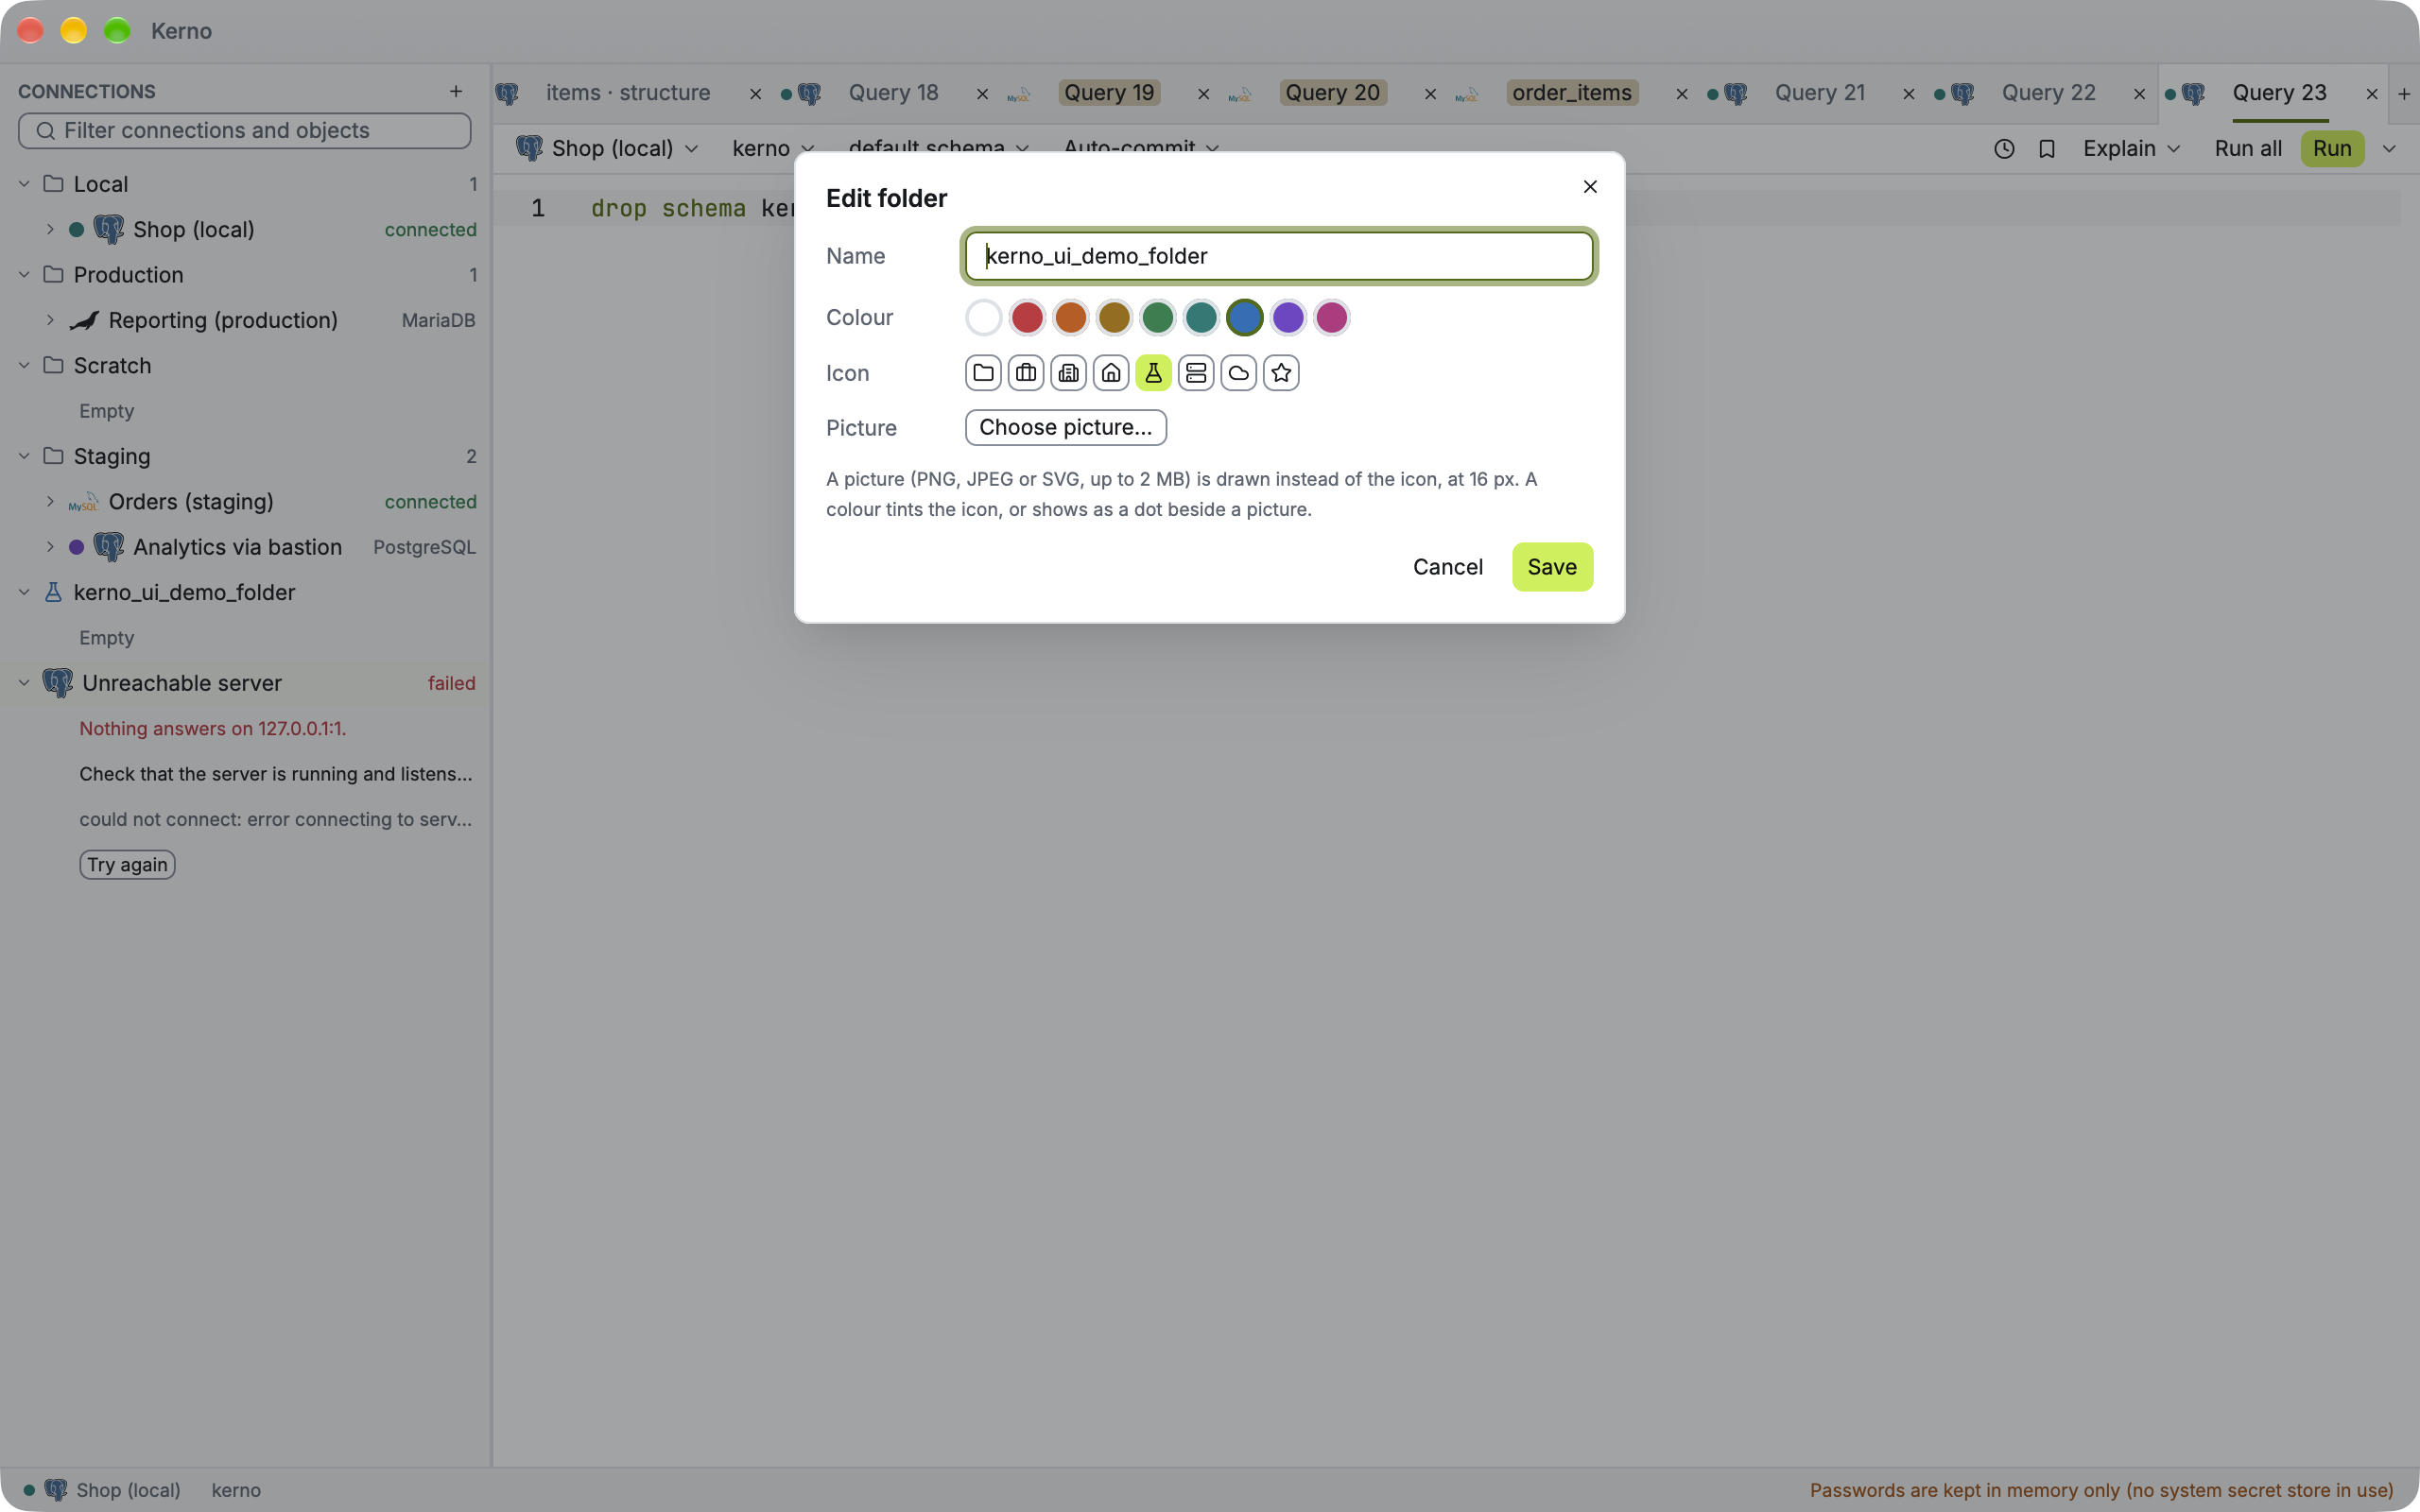 Kerno
CONNECTIONS
Filter connections and objects
Local 1
Shop (local) connected
Production 1
Reporting (production) MariaDB
Scratch
Empty
Staging 2
MySQL Orders (staging) connected
Analytics via bastion PostgreSQL
kerno_ui_demo_folder
Empty
Unreachable server failed
Nothing answers on 127.0.0.1:1.
Check that the server is running and listens...
could not connect: error connecting to serv...
Try again
items · structure Query 18 MySQL Query 19 MySQL Query 20 MySQL order_items Query 21 Query 22 Query 23
Shop (local) kerno default schema Auto-commit Explain Run all Run
1 drop schema
Edit folder
Name kerno_ui_demo_folder
Colour
Icon
Picture Choose picture...
A picture (PNG, JPEG or SVG, up to 2 MB) is drawn instead of the icon, at 16 px. A
colour tints the icon, or shows as a dot beside a picture.
Cancel Save
Shop (local) kerno Passwords are kept in memory only (no system secret store in use)